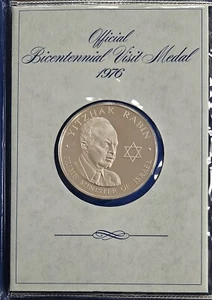 Official
Bicentennial Visit Medal
1976
YITZHAK RABIN
PRIME MINISTER OF ISRAEL